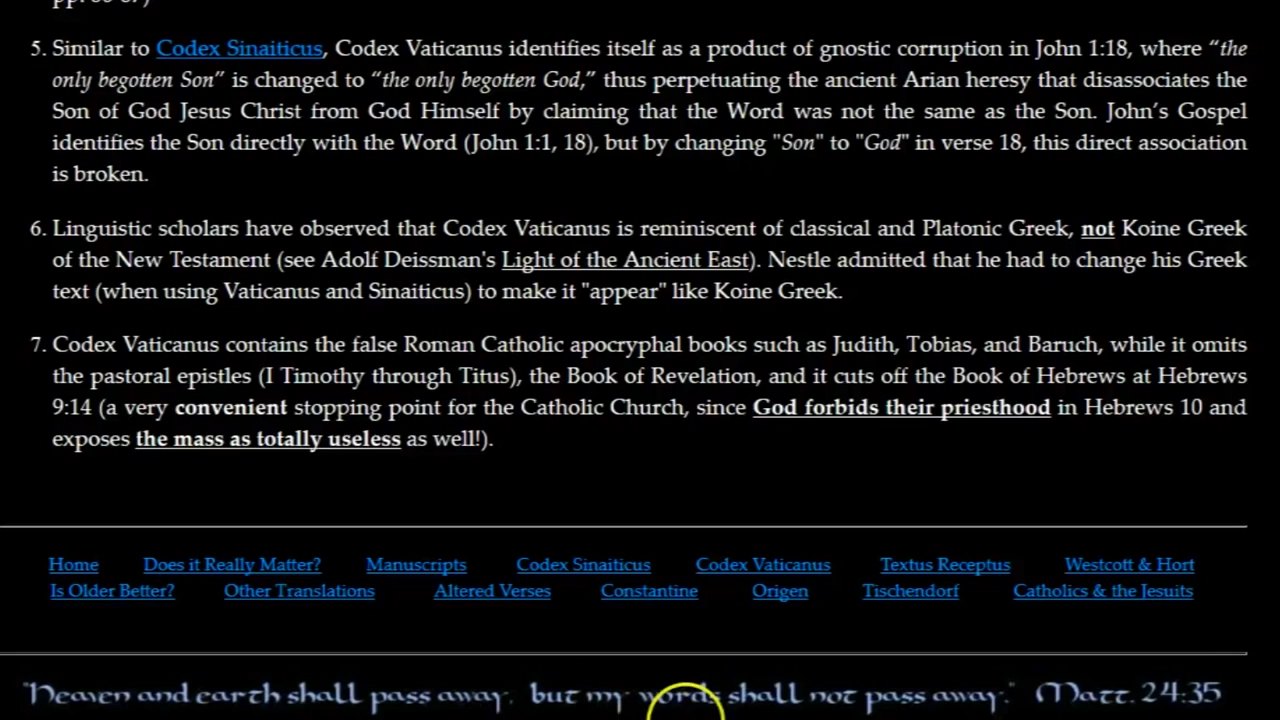 5. Similar to Codex Sinaiticus, Codex Vaticanus identifies itself as a product of gnostic corruption in John 1:18, where “the
only begotten Son” is changed to “the only begotten God,” thus perpetuating the ancient Arian heresy that disassociates the
Son of God Jesus Christ from God Himself by claiming that the Word was not the same as the Son. John’s Gospel
identifies the Son directly with the Word (John 1:1, 18), but by changing "Son" to "God" in verse 18, this direct association
is broken.
6. Linguistic scholars have observed that Codex Vaticanus is reminiscent of classical and Platonic Greek, not Koine Greek
of the New Testament (see Adolf Deissman's Light of the Ancient East). Nestle admitted that he had to change his Greek
text (when using Vaticanus and Sinaiticus) to make it "appear" like Koine Greek.
7. Codex Vaticanus contains the false Roman Catholic apocryphal books such as Judith, Tobias, and Baruch, while it omits
the pastoral epistles (I Timothy through Titus), the Book of Revelation, and it cuts off the Book of Hebrews at Hebrews
9:14 (a very convenient stopping point for the Catholic Church, since God forbids their priesthood in Hebrews 10 and
exposes the mass as totally useless as well!).
Home Does it Really Matter? Manuscripts Codex Sinaiticus Codex Vaticanus Textus Receptus Westcott & Hort
Is Older Better? Other Translations Altered Verses Constantine Origen Tischendorf Catholics & the Jesuits
"Heaven and earth shall pass away, but my words shall not pass away." Matt. 24:35